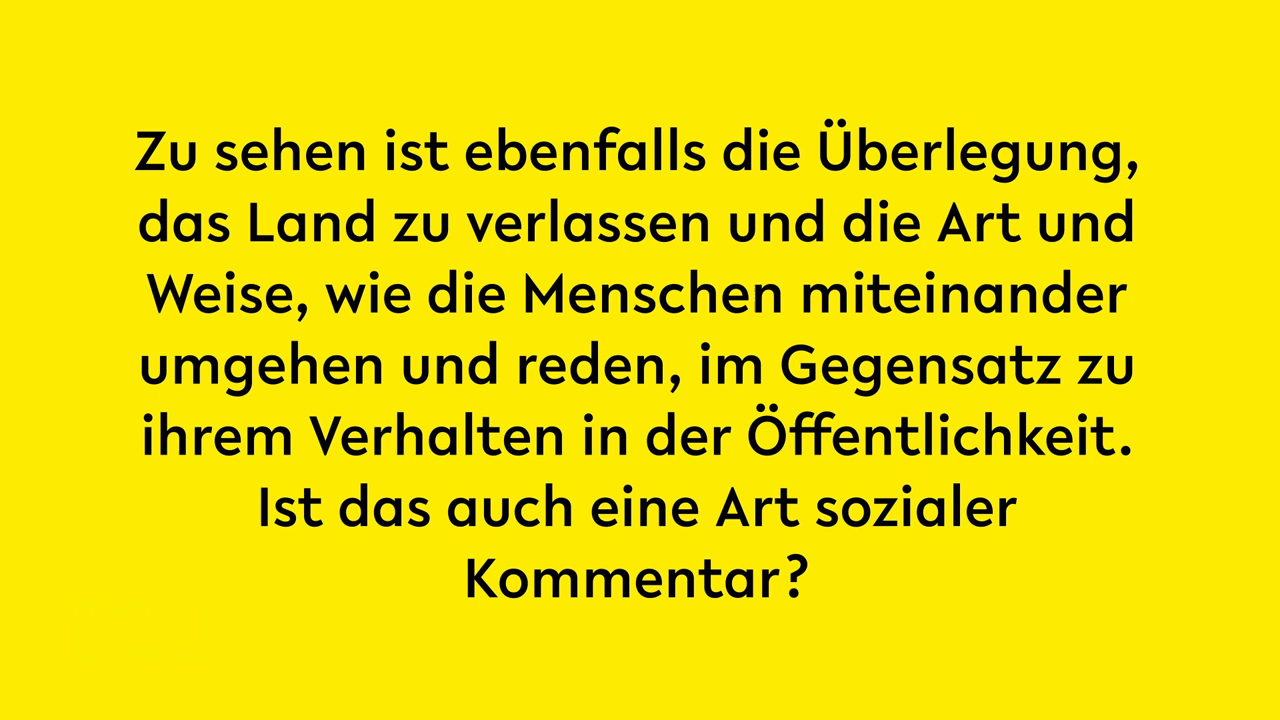 Zu sehen ist ebenfalls die Überlegung,
das Land zu verlassen und die Art und
Weise, wie die Menschen miteinander
umgehen und reden, im Gegensatz zu
ihrem Verhalten in der Öffentlichkeit.
Ist das auch eine Art sozialer
Kommentar?